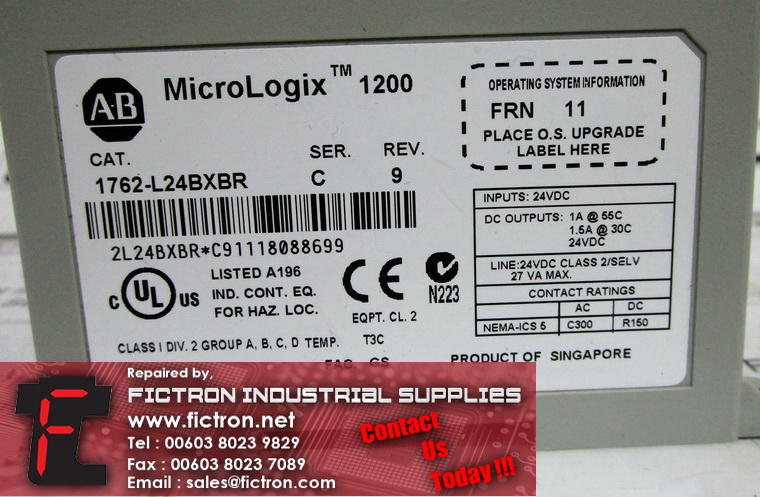 AB
MicroLogix™ 1200
OPERATING SYSTEM INFORMATION
FRN 11
PLACE O.S. UPGRADE
LABEL HERE
CAT. SER. REV.
1762-L24BXBR C 9
2L24BXBR*C91118088699
INPUTS: 24VDC
DC OUTPUTS: 1A @ 55C
1.5A @ 30C
24VDC
LINE:24VDC CLASS 2/SELV
27 VA MAX.
CONTACT RATINGS
AC DC
NEMA-ICS 5 C300 R150
C UL US
LISTED A196
IND. CONT. EQ.
FOR HAZ. LOC.
CE
EQPT. CL. 2
N223
CLASS I DIV. 2 GROUP A, B, C, D TEMP. T3C
FAC GS
PRODUCT OF SINGAPORE
Repaired by,
FICTRON INDUSTRIAL SUPPLIES
www.fictron.net
Tel : 00603 8023 9829
Fax : 00603 8023 7089
Email : sales@fictron.com
Contact
Us
Today !!!